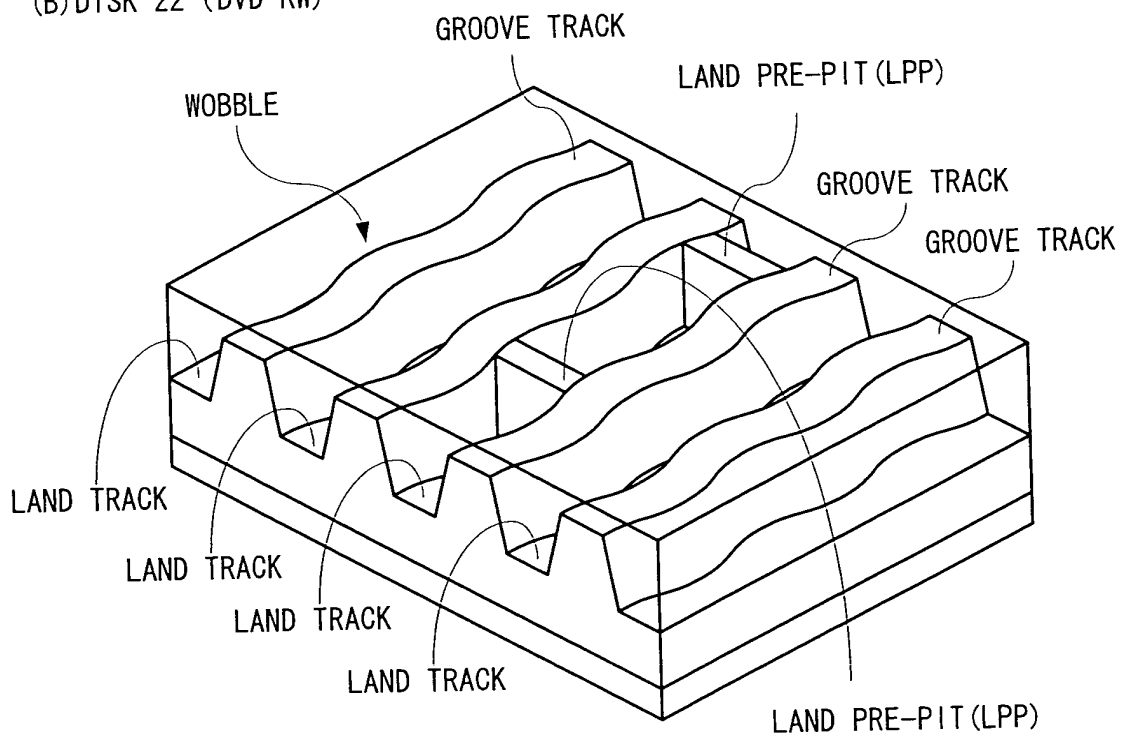 (B)DISK 22 (DVD-RW)
GROOVE TRACK
LAND PRE-PIT(LPP)
WOBBLE
GROOVE TRACK
GROOVE TRACK
LAND TRACK
LAND TRACK
LAND TRACK
LAND TRACK
LAND PRE-PIT(LPP)